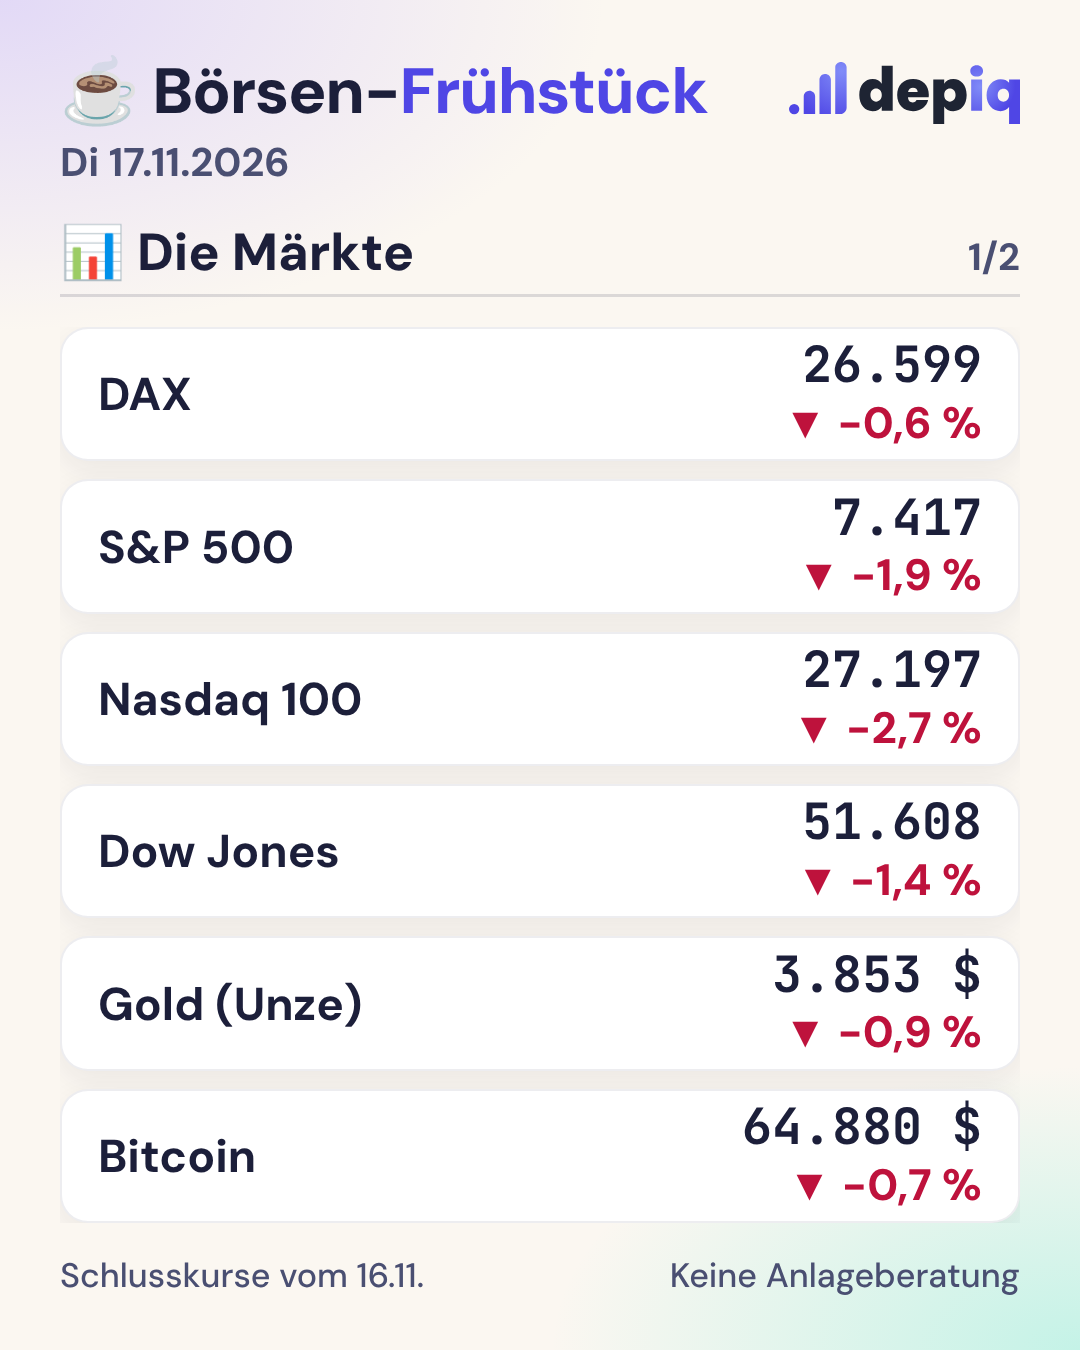 Börsen-Frühstück
depiq
Di 17.11.2026
Die Märkte
1/2
DAX
26.599
▼ -0,6 %
S&P 500
7.417
▼ -1,9 %
Nasdaq 100
27.197
▼ -2,7 %
Dow Jones
51.608
▼ -1,4 %
Gold (Unze)
3.853 $
▼ -0,9 %
Bitcoin
64.880 $
▼ -0,7 %
Schlusskurse vom 16.11.
Keine Anlageberatung